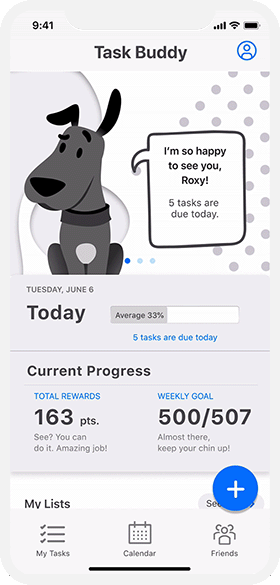 9:41
Task Buddy
I'm so happy
to see you,
Roxy!
5 tasks are
due today.
TUESDAY, JUNE 6
Today
Average 33%
5 tasks are due today
Current Progress
TOTAL REWARDS
163 pts.
See? You can
do it. Amazing job!
WEEKLY GOAL
500/507
Almost there,
keep your chin up!
My Lists
My Tasks
Calendar
Friends